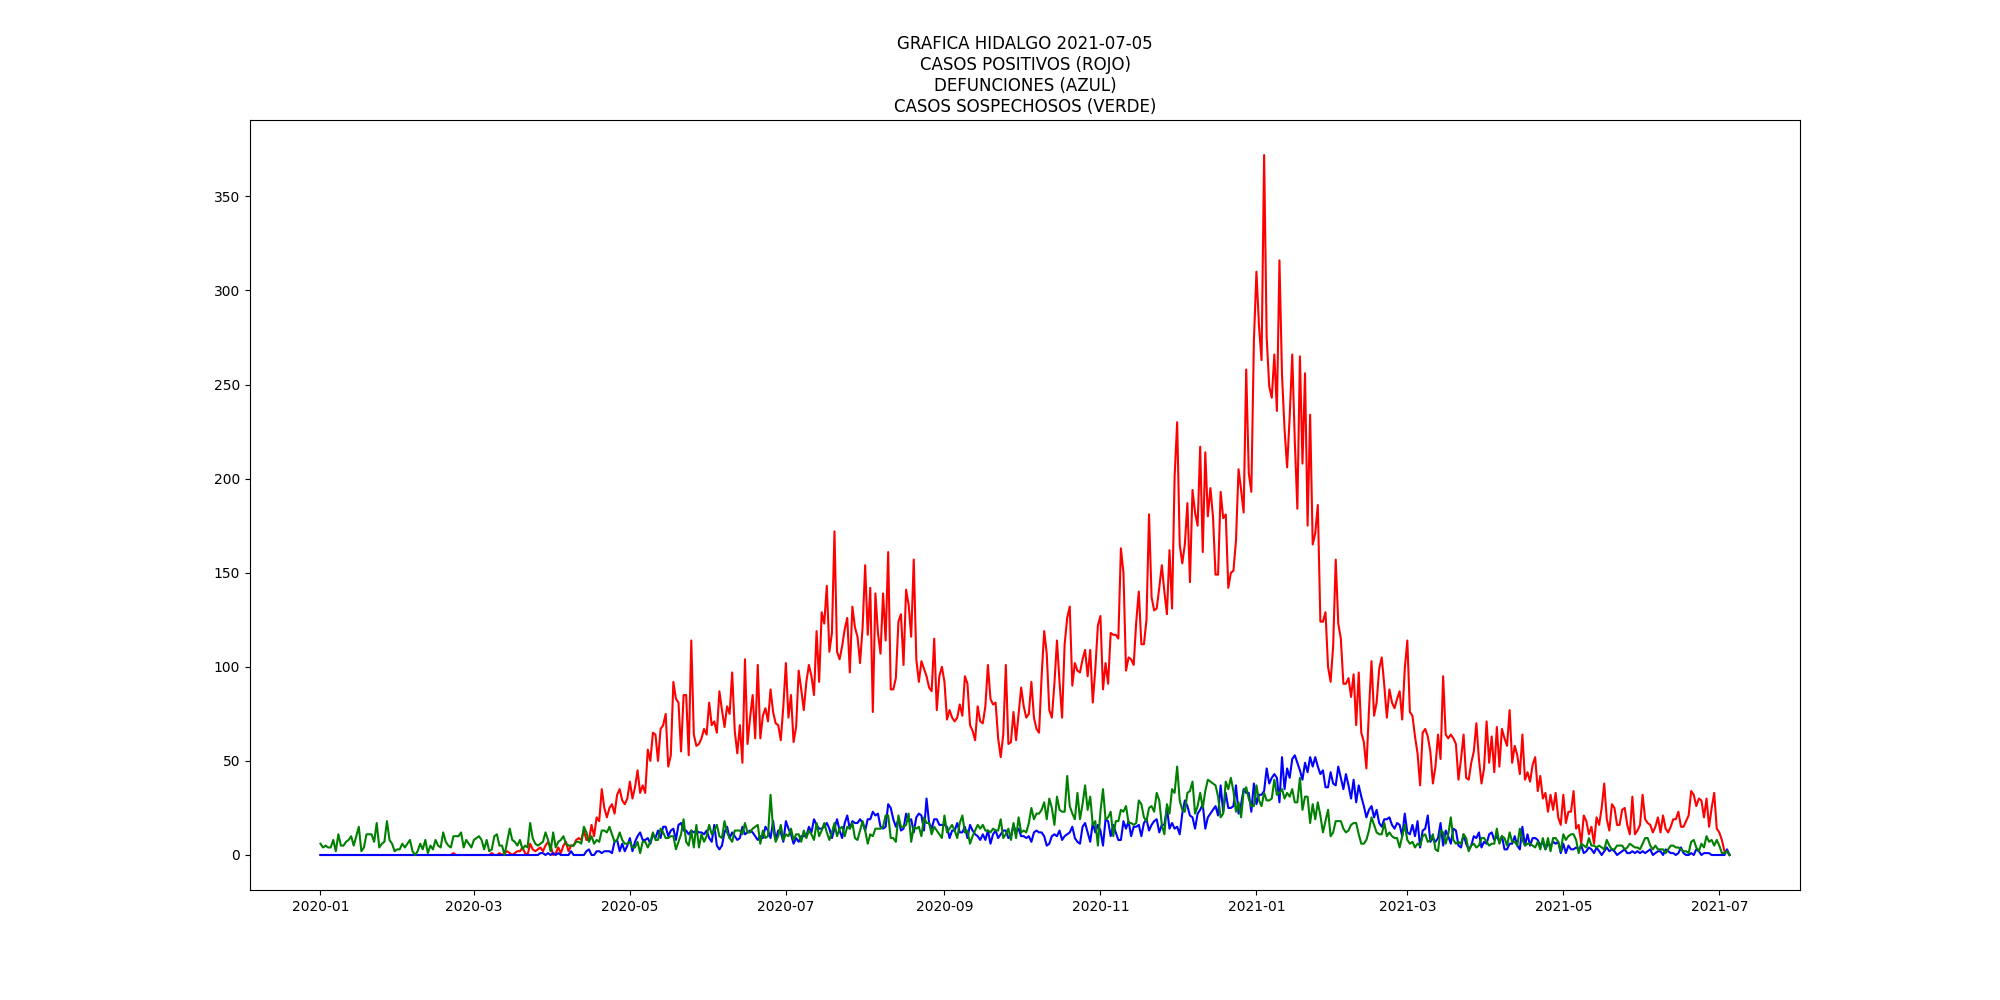 GRAFICA HIDALGO 2021-07-05
CASOS POSITIVOS (ROJO)
DEFUNCIONES (AZUL)
CASOS SOSPECHOSOS (VERDE)
350
300
250
200
150
100
50
0
2020-01 2020-03 2020-05 2020-07 2020-09 2020-11 2021-01 2021-03 2021-05 2021-07